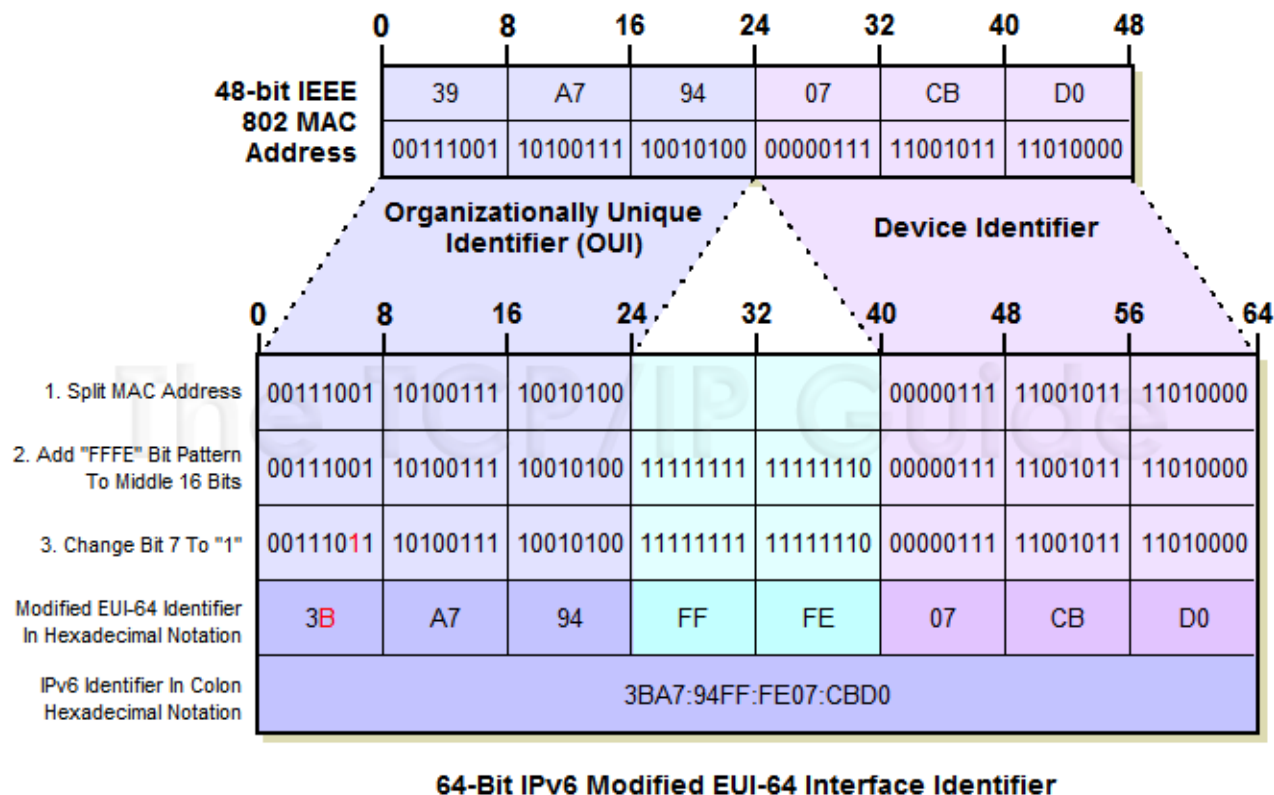 0 8 16 24 32 40 48
48-bit IEEE
802 MAC
Address
39 A7 94 07 CB D0
00111001 10100111 10010100 00000111 11001011 11010000
Organizationally Unique
Identifier (OUI)
Device Identifier
0 8 16 24 32 40 48 56 64
The TCP/IP Guide
1. Split MAC Address
00111001 10100111 10010100 00000111 11001011 11010000
2. Add "FFFE" Bit Pattern
To Middle 16 Bits
00111001 10100111 10010100 11111111 11111110 00000111 11001011 11010000
3. Change Bit 7 To "1"
00111011 10100111 10010100 11111111 11111110 00000111 11001011 11010000
Modified EUI-64 Identifier
In Hexadecimal Notation
3B A7 94 FF FE 07 CB D0
IPv6 Identifier In Colon
Hexadecimal Notation
3BA7:94FF:FE07:CBD0
64-Bit IPv6 Modified EUI-64 Interface Identifier